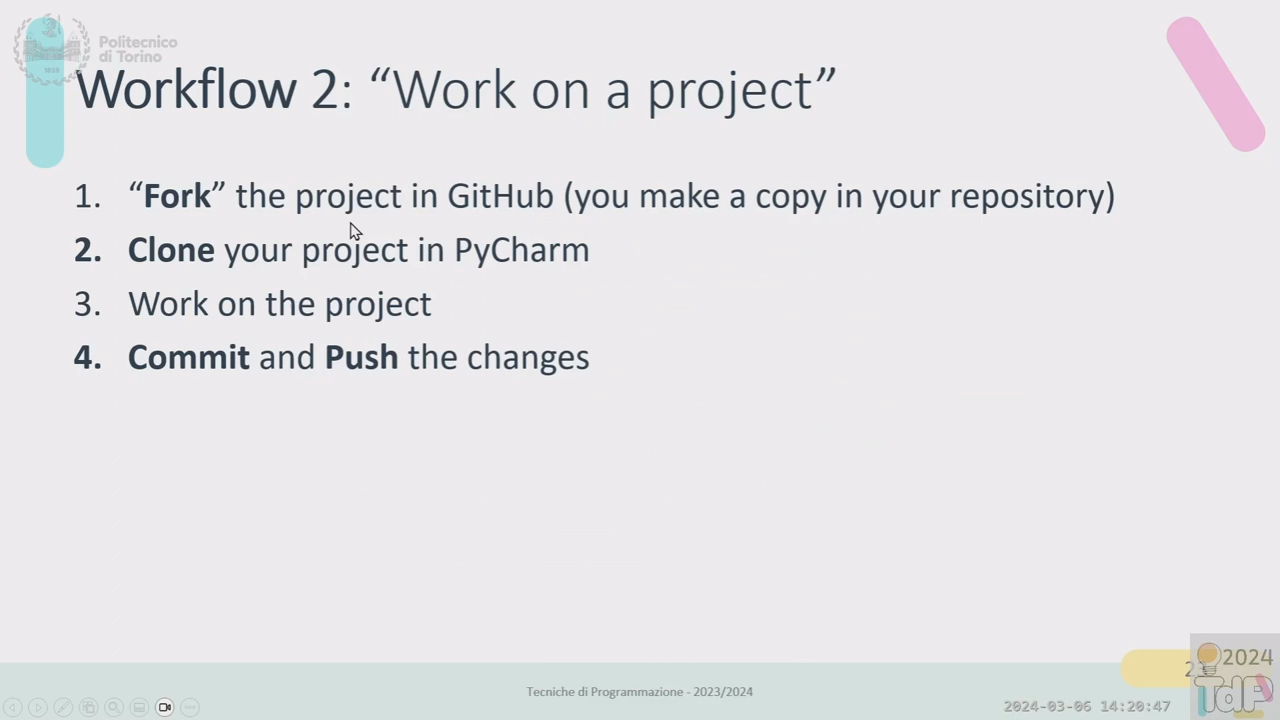 Politecnico
di Torino
Workflow 2: “Work on a project”
1. “Fork” the project in GitHub (you make a copy in your repository)
2. Clone your project in PyCharm
3. Work on the project
4. Commit and Push the changes
Tecniche di Programmazione - 2023/2024
2024-03-06 14:20:47
2024
TdP